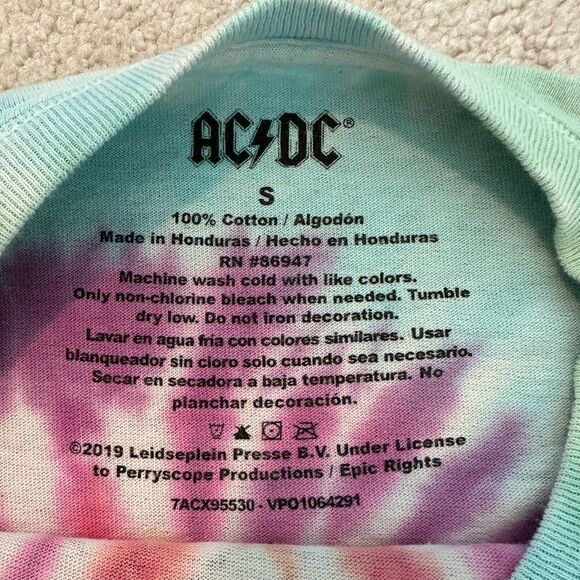 AC⚡DC®
S
100% Cotton / Algodón
Made in Honduras / Hecho en Honduras
RN #86947
Machine wash cold with like colors.
Only non-chlorine bleach when needed. Tumble
dry low. Do not iron decoration.
Lavar en agua fria con colores similares. Usar
blanqueador sin cloro solo cuando sea necesario.
Secar en secadora a baja temperatura. No
planchar decoración.
©2019 Leidseplein Presse B.V. Under License
to Perryscope Productions / Epic Rights
7ACX95530 - VPO1064291